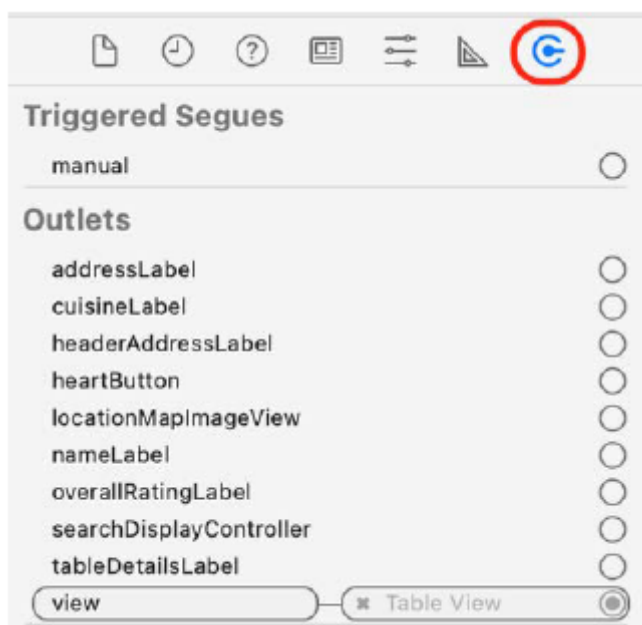 Triggered Segues
manual
Outlets
addressLabel
cuisineLabel
headerAddressLabel
heartButton
locationMapImageView
nameLabel
overallRatingLabel
searchDisplayController
tableDetailsLabel
view Table View